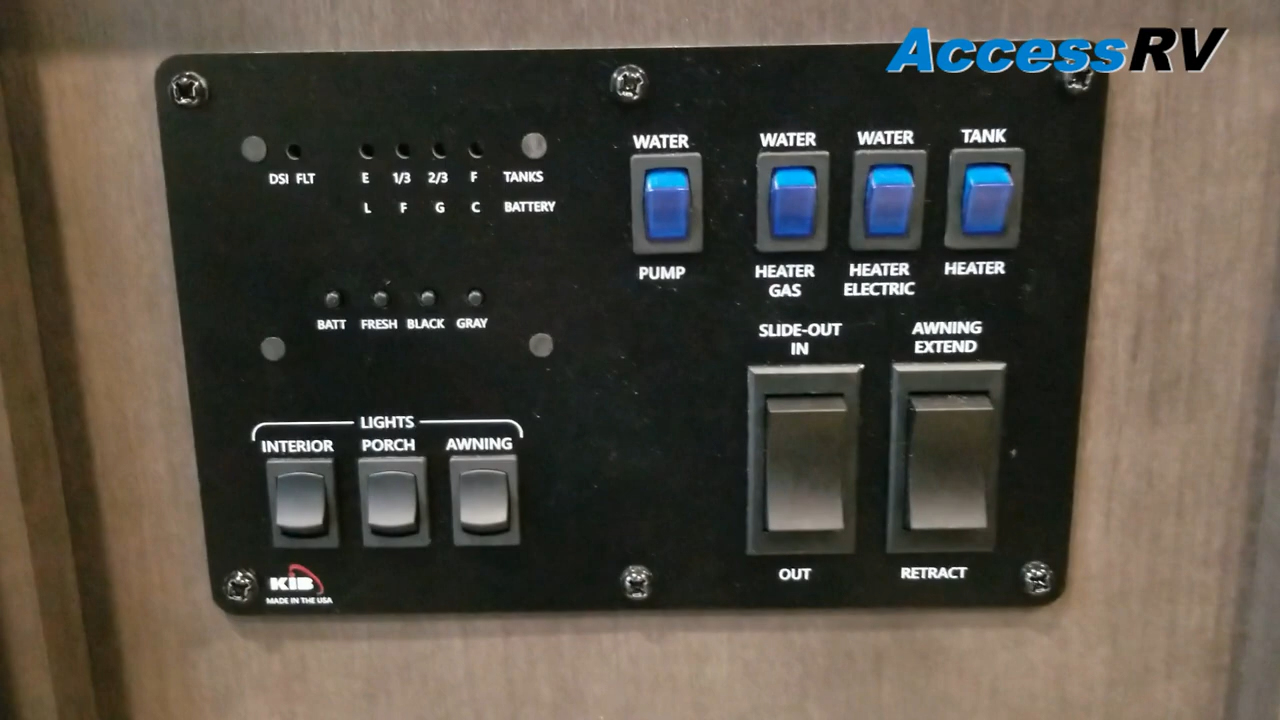 AccessRV
DSI FLT
E 1/3 2/3 F TANKS
L F G C BATTERY
BATT FRESH BLACK GRAY
LIGHTS
INTERIOR PORCH AWNING
KIB
MADE IN THE USA
WATER
PUMP
WATER
HEATER
GAS
WATER
HEATER
ELECTRIC
TANK
HEATER
SLIDE-OUT
IN
OUT
AWNING
EXTEND
RETRACT